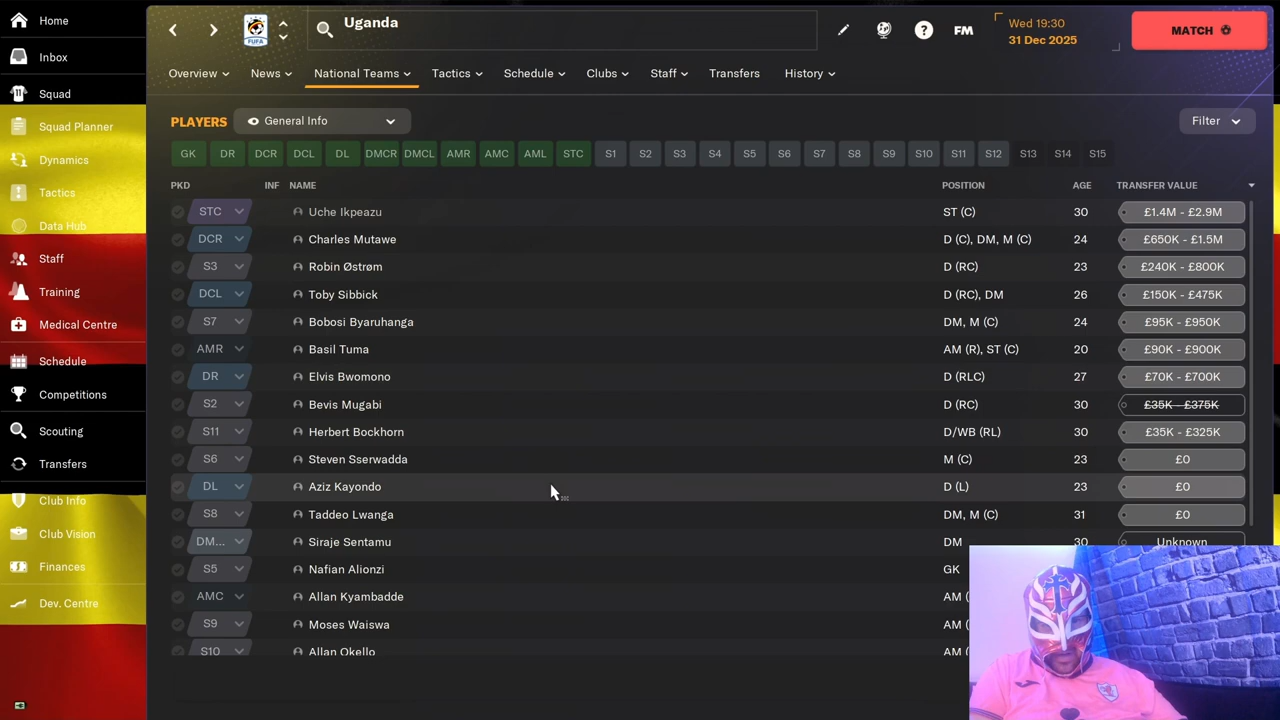 Home
Inbox
Squad
Squad Planner
Dynamics
Tactics
Data Hub
Staff
Training
Medical Centre
Schedule
Competitions
Scouting
Transfers
Club Info
Club Vision
Finances
Dev. Centre
FUFA
Uganda
? FM
Wed 19:30
31 Dec 2025
MATCH
Overview News National Teams Tactics Schedule Clubs Staff Transfers History
PLAYERS General Info Filter
GK DR DCR DCL DL DMCR DMCL AMR AMC AML STC S1 S2 S3 S4 S5 S6 S7 S8 S9 S10 S11 S12 S13 S14 S15
PKD INF NAME POSITION AGE TRANSFER VALUE
STC Uche Ikpeazu ST (C) 30 £1.4M - £2.9M
DCR Charles Mutawe D (C), DM, M (C) 24 £650K - £1.5M
S3 Robin Østrøm D (RC) 23 £240K - £800K
DCL Toby Sibbick D (RC), DM 26 £150K - £475K
S7 Bobosi Byaruhanga DM, M (C) 24 £95K - £950K
AMR Basil Tuma AM (R), ST (C) 20 £90K - £900K
DR Elvis Bwomono D (RLC) 27 £70K - £700K
S2 Bevis Mugabi D (RC) 30 £35K - £375K
S11 Herbert Bockhorn D/WB (RL) 30 £35K - £325K
S6 Steven Sserwadda M (C) 23 £0
DL Aziz Kayondo D (L) 23 £0
S8 Taddeo Lwanga DM, M (C) 31 £0
DM... Siraje Sentamu DM 30 Unknown
S5 Nafian Alionzi GK
AMC Allan Kyambadde AM (
S9 Moses Waiswa AM (
S10 Allan Okello AM (